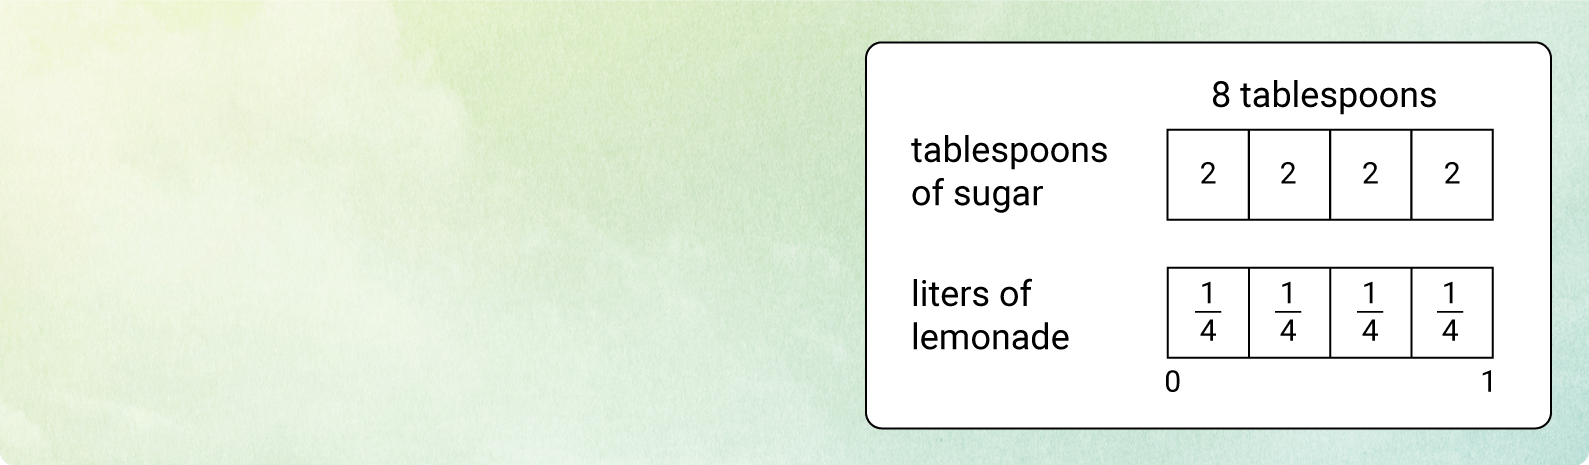 8 tablespoons
tablespoons
of sugar
2 2 2 2
liters of
lemonade
1/4 1/4 1/4 1/4
0 1